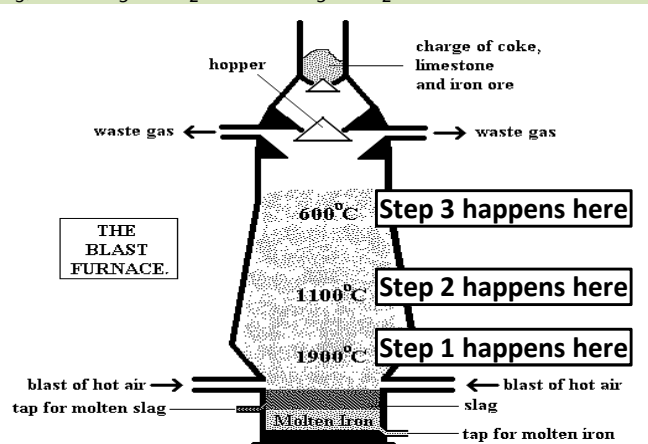 charge of coke,
limestone
and iron ore
hopper
waste gas
waste gas
600°C
Step 3 happens here
THE
BLAST
FURNACE.
1100°C
Step 2 happens here
1900°C
Step 1 happens here
blast of hot air
blast of hot air
tap for molten slag
slag
Molten Iron
tap for molten iron